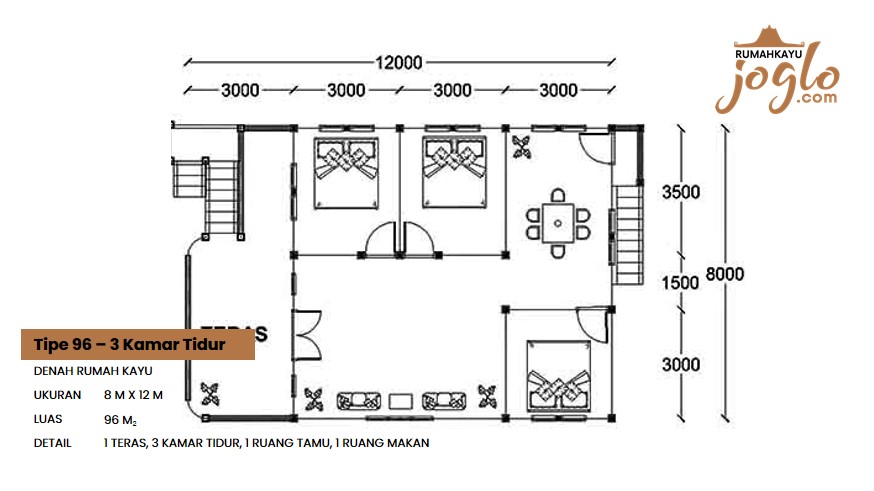 RUMAHKAYU
joglo
.com
12000
3000 3000 3000 3000
3500
1500 8000
3000
TERAS
Tipe 96 – 3 Kamar Tidur
DENAH RUMAH KAYU
UKURAN 8 M X 12 M
LUAS 96 M₂
DETAIL 1 TERAS, 3 KAMAR TIDUR, 1 RUANG TAMU, 1 RUANG MAKAN